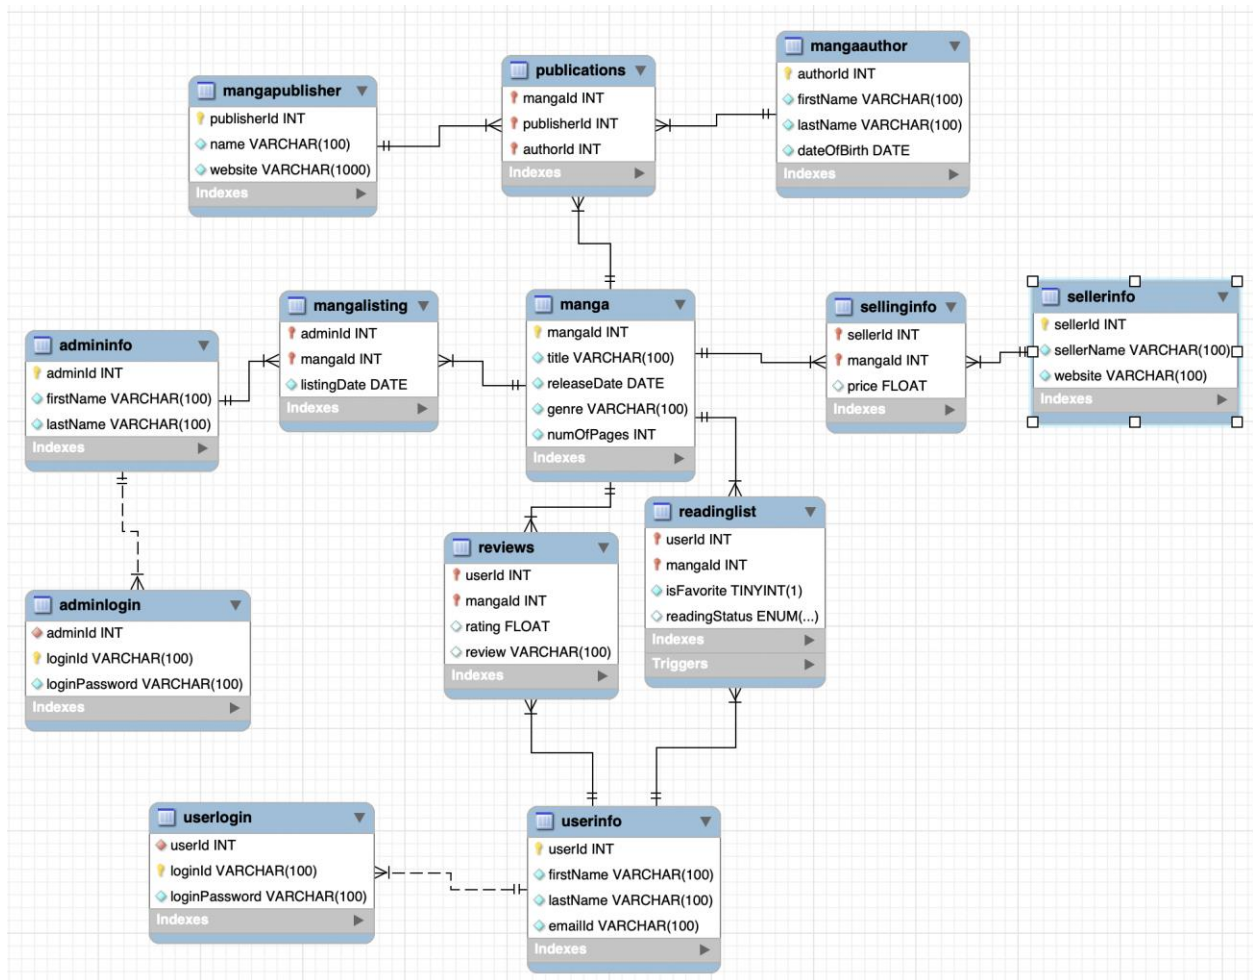 mangapublisher
publisherId INT
name VARCHAR(100)
website VARCHAR(1000)
Indexes
publications
mangaId INT
publisherId INT
authorId INT
Indexes
mangaauthor
authorId INT
firstName VARCHAR(100)
lastName VARCHAR(100)
dateOfBirth DATE
Indexes
admininfo
adminId INT
firstName VARCHAR(100)
lastName VARCHAR(100)
Indexes
mangalisting
adminId INT
mangaId INT
listingDate DATE
Indexes
manga
mangaId INT
title VARCHAR(100)
releaseDate DATE
genre VARCHAR(100)
numOfPages INT
Indexes
sellinginfo
sellerId INT
mangaId INT
price FLOAT
Indexes
sellerinfo
sellerId INT
sellerName VARCHAR(100)
website VARCHAR(100)
Indexes
adminlogin
adminId INT
loginId VARCHAR(100)
loginPassword VARCHAR(100)
Indexes
reviews
userId INT
mangaId INT
rating FLOAT
review VARCHAR(100)
Indexes
readinglist
userId INT
mangaId INT
isFavorite TINYINT(1)
readingStatus ENUM(...)
Indexes
Triggers
userlogin
userId INT
loginId VARCHAR(100)
loginPassword VARCHAR(100)
Indexes
userinfo
userId INT
firstName VARCHAR(100)
lastName VARCHAR(100)
emailId VARCHAR(100)
Indexes